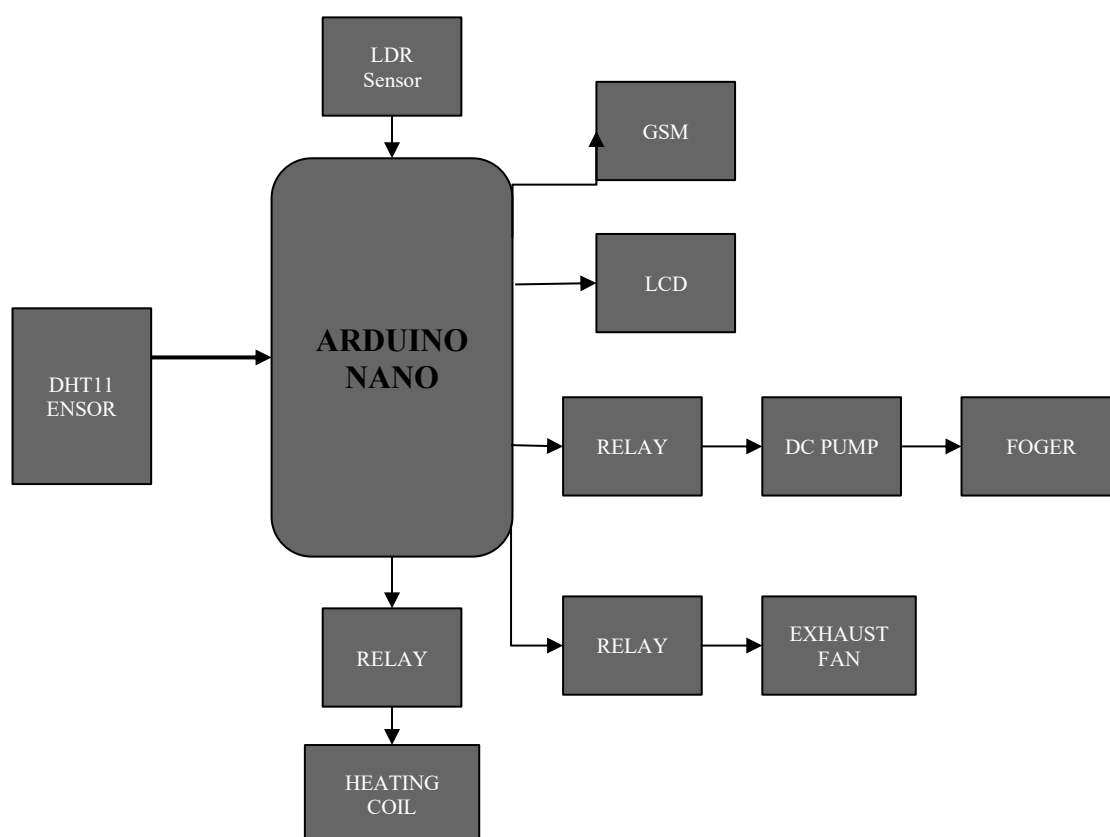 LDR
Sensor
GSM
LCD
ARDUINO
NANO
DHT11
ENSOR
RELAY
DC PUMP
FOGER
RELAY
EXHAUST
FAN
RELAY
HEATING
COIL